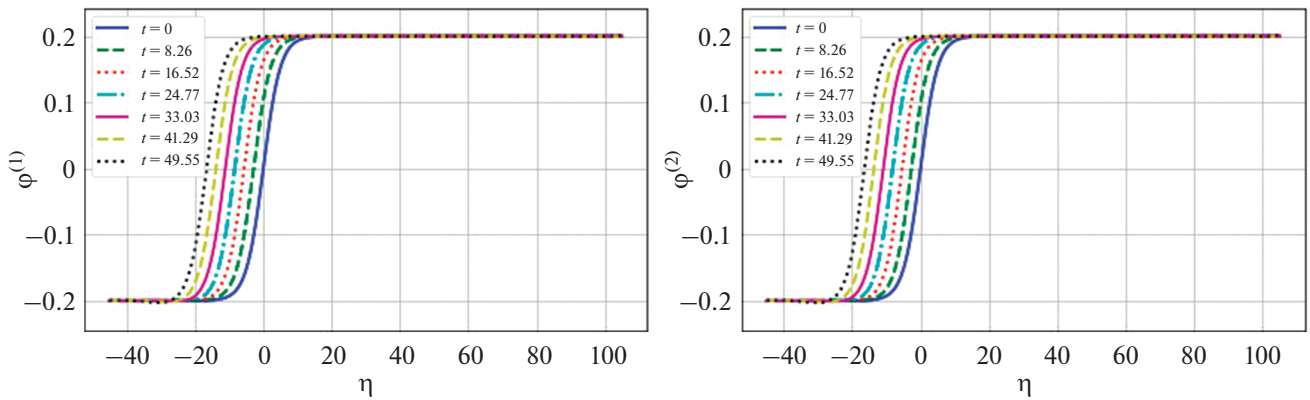 t = 0
t = 8.26
t = 16.52
t = 24.77
t = 33.03
t = 41.29
t = 49.55
0.2
0.1
0
−0.1
−0.2
φ(1)
−40 −20 0 20 40 60 80 100
η
t = 0
t = 8.26
t = 16.52
t = 24.77
t = 33.03
t = 41.29
t = 49.55
0.2
0.1
0
−0.1
−0.2
φ(2)
−40 −20 0 20 40 60 80 100
η